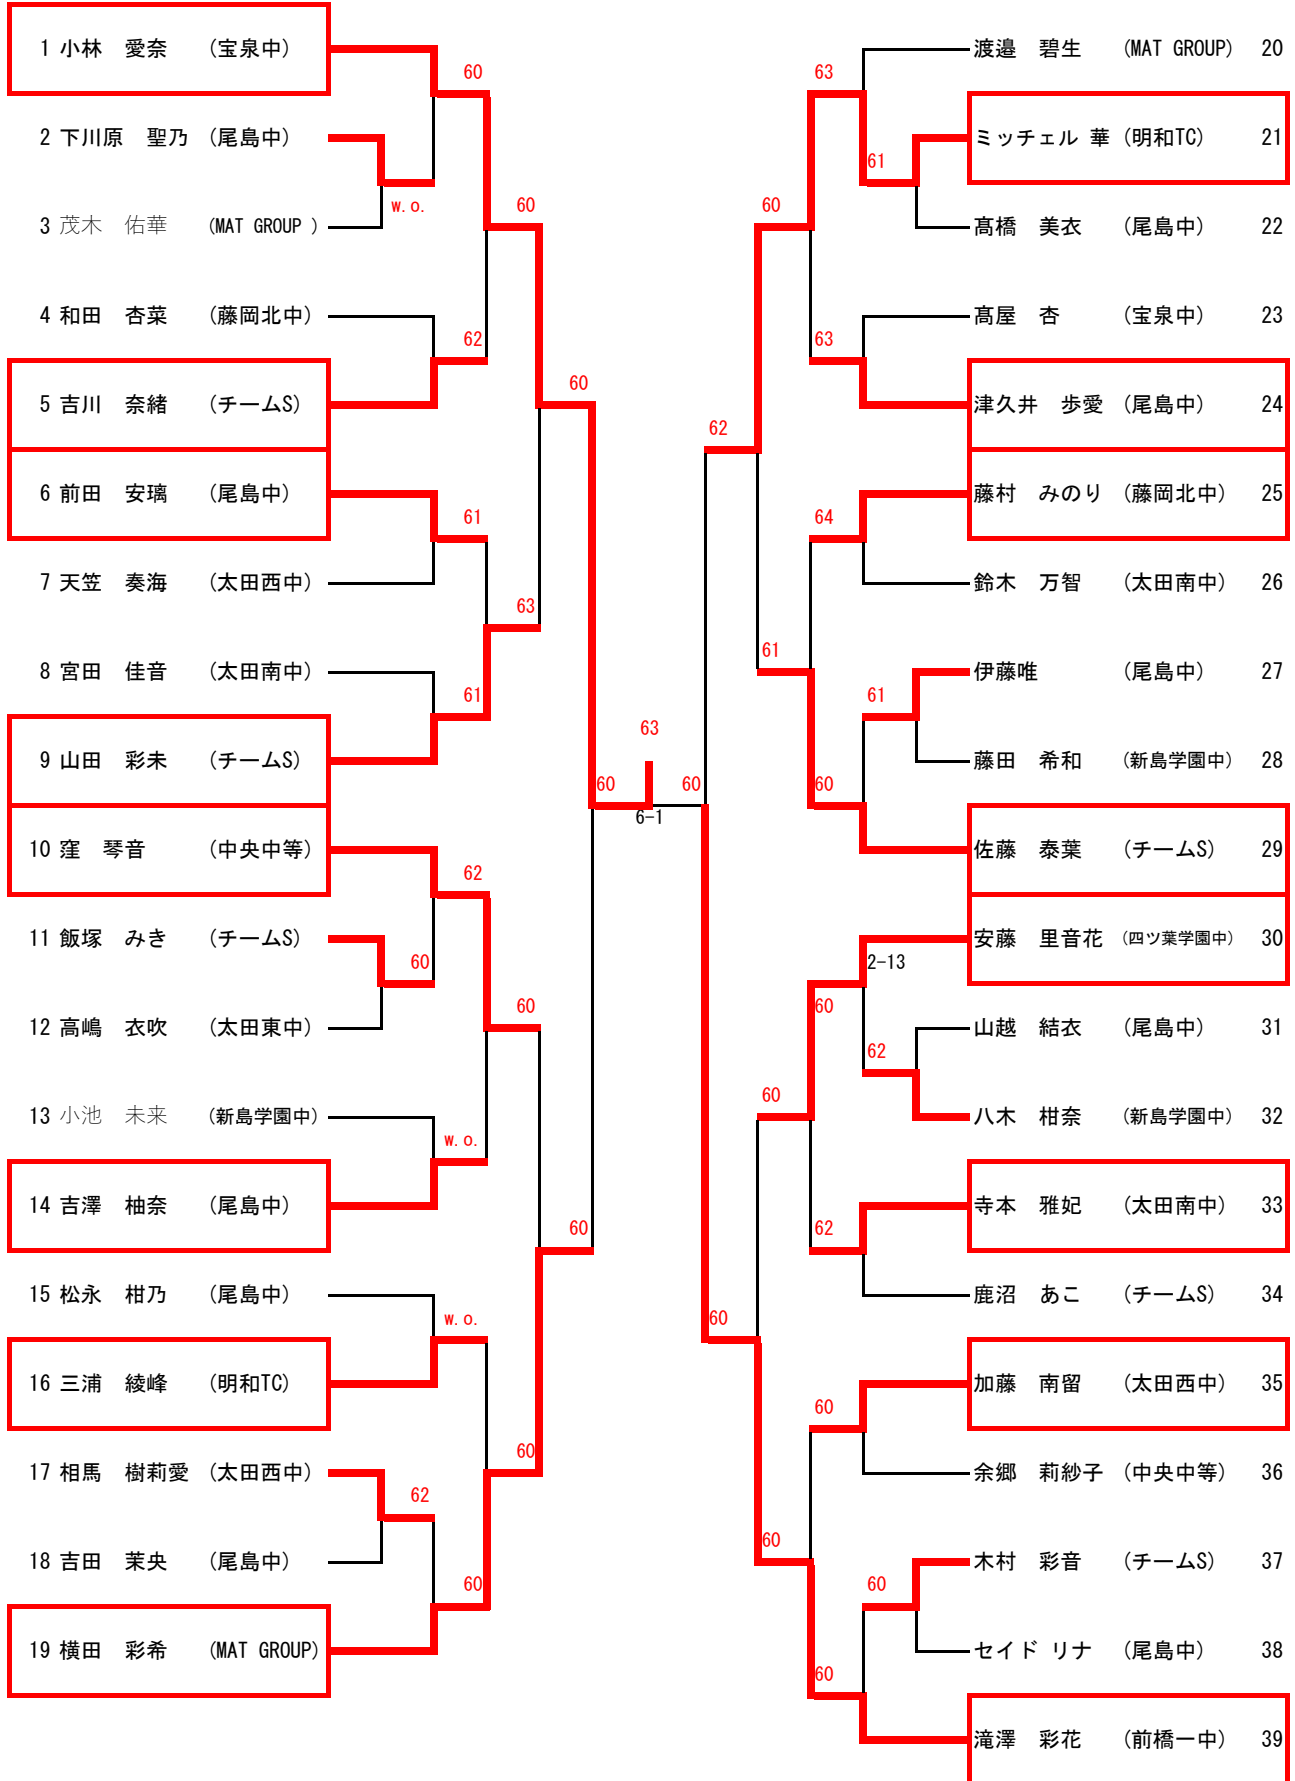 1 小林　愛奈 (宝泉中)
60
2 下川原　聖乃 (尾島中)
w.o.
60
3 茂木　佑華 (MAT GROUP )
4 和田　杏菜 (藤岡北中)
62
60
5 吉川　奈緒 (チームS)
6 前田　安璃 (尾島中)
61
7 天笠　奏海 (太田西中)
63
8 宮田　佳音 (太田南中)
61
9 山田　彩未 (チームS)
60
10 窪　琴音 (中央中等)
62
11 飯塚　みき (チームS)
60
60
12 高嶋　衣吹 (太田東中)
13 小池　未来 (新島学園中)
w.o.
14 吉澤　柚奈 (尾島中)
60
15 松永　柑乃 (尾島中)
w.o.
16 三浦　綾峰 (明和TC)
60
17 相馬　樹莉愛 (太田西中)
62
18 吉田　茉央 (尾島中)
60
19 横田　彩希 (MAT GROUP)
63
6-1
渡邉　碧生 (MAT GROUP) 20
63
ミッチェル 華 (明和TC) 21
61
60
髙橋　美衣 (尾島中) 22
髙屋　杏 (宝泉中) 23
63
津久井　歩愛 (尾島中) 24
62
藤村　みのり (藤岡北中) 25
64
鈴木　万智 (太田南中) 26
61
伊藤唯 (尾島中) 27
61
藤田　希和 (新島学園中) 28
60
60
佐藤　泰葉 (チームS) 29
安藤　里音花 (四ツ葉学園中) 30
2-13
60
山越　結衣 (尾島中) 31
62
60
八木　柑奈 (新島学園中) 32
寺本　雅妃 (太田南中) 33
62
鹿沼　あこ (チームS) 34
60
加藤　南留 (太田西中) 35
60
余郷　莉紗子 (中央中等) 36
60
木村　彩音 (チームS) 37
60
セイド リナ (尾島中) 38
60
滝澤　彩花 (前橋一中) 39